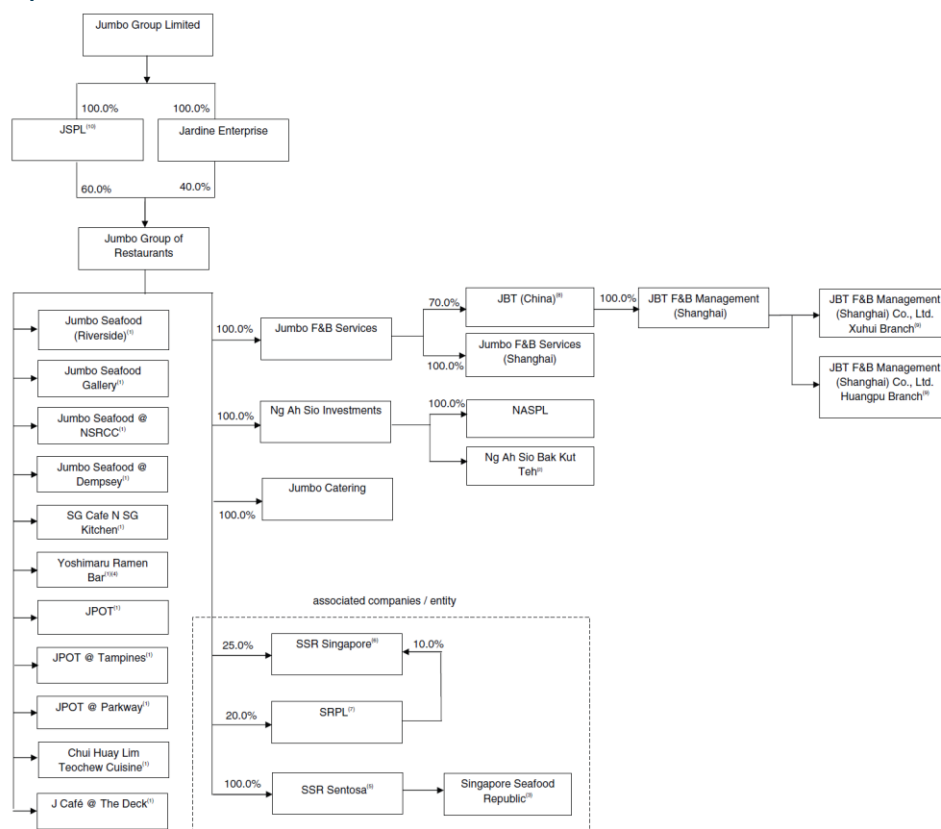 Jumbo Group Limited
100.0%
100.0%
JSPL(10)
Jardine Enterprise
60.0%
40.0%
Jumbo Group of
Restaurants
Jumbo Seafood
(Riverside)(1)
Jumbo Seafood
Gallery(1)
Jumbo Seafood @
NSRCC(1)
Jumbo Seafood @
Dempsey(1)
SG Cafe N SG
Kitchen(1)
Yoshimaru Ramen
Bar(1)(4)
JPOT(1)
JPOT @ Tampines(1)
JPOT @ Parkway(1)
Chui Huay Lim
Teochew Cuisine(1)
J Café @ The Deck(1)
100.0%
Jumbo F&B Services
70.0%
JBT (China)(8)
100.0%
JBT F&B Management
(Shanghai)
JBT F&B Management
(Shanghai) Co., Ltd.
Xuhui Branch(9)
JBT F&B Management
(Shanghai) Co., Ltd.
Huangpu Branch(9)
Jumbo F&B Services
(Shanghai)
100.0%
100.0%
Ng Ah Sio Investments
100.0%
NASPL
Ng Ah Sio Bak Kut
Teh(2)
Jumbo Catering
100.0%
associated companies / entity
25.0%
SSR Singapore(6)
10.0%
20.0%
SRPL(7)
100.0%
SSR Sentosa(5)
Singapore Seafood
Republic(3)